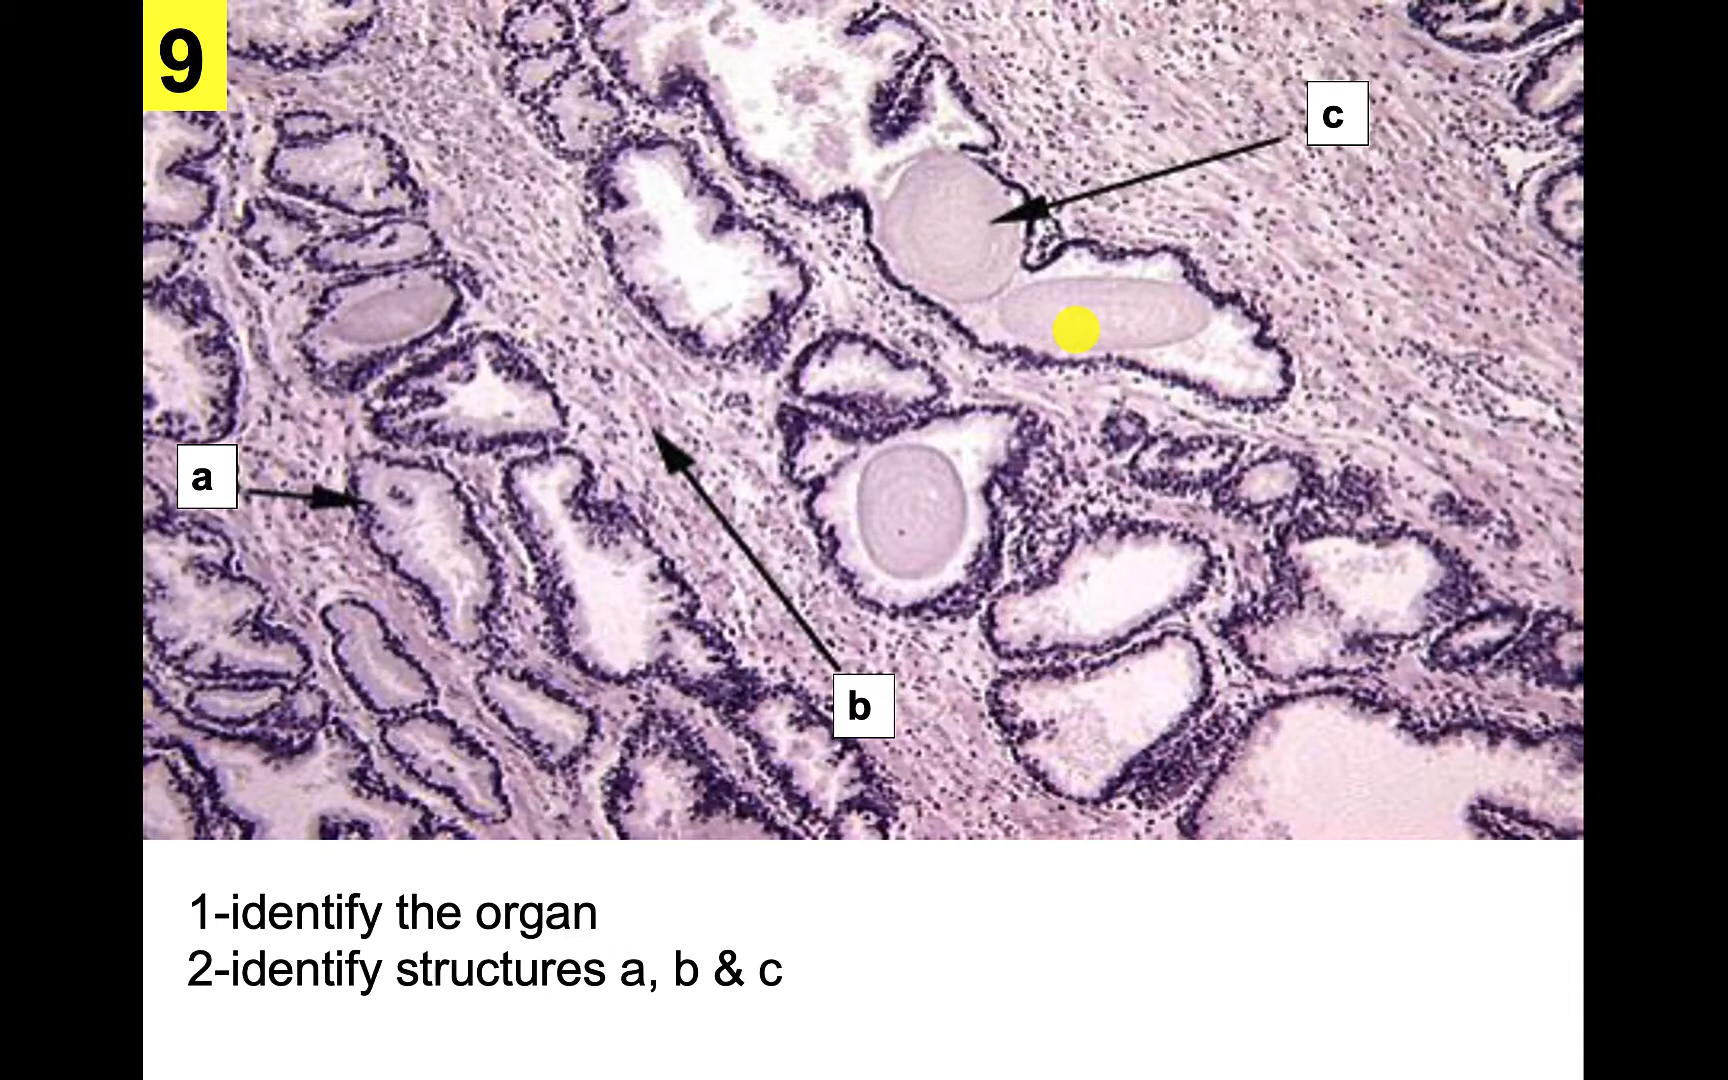 9
c
a
b
1-identify the organ
2-identify structures a, b & c